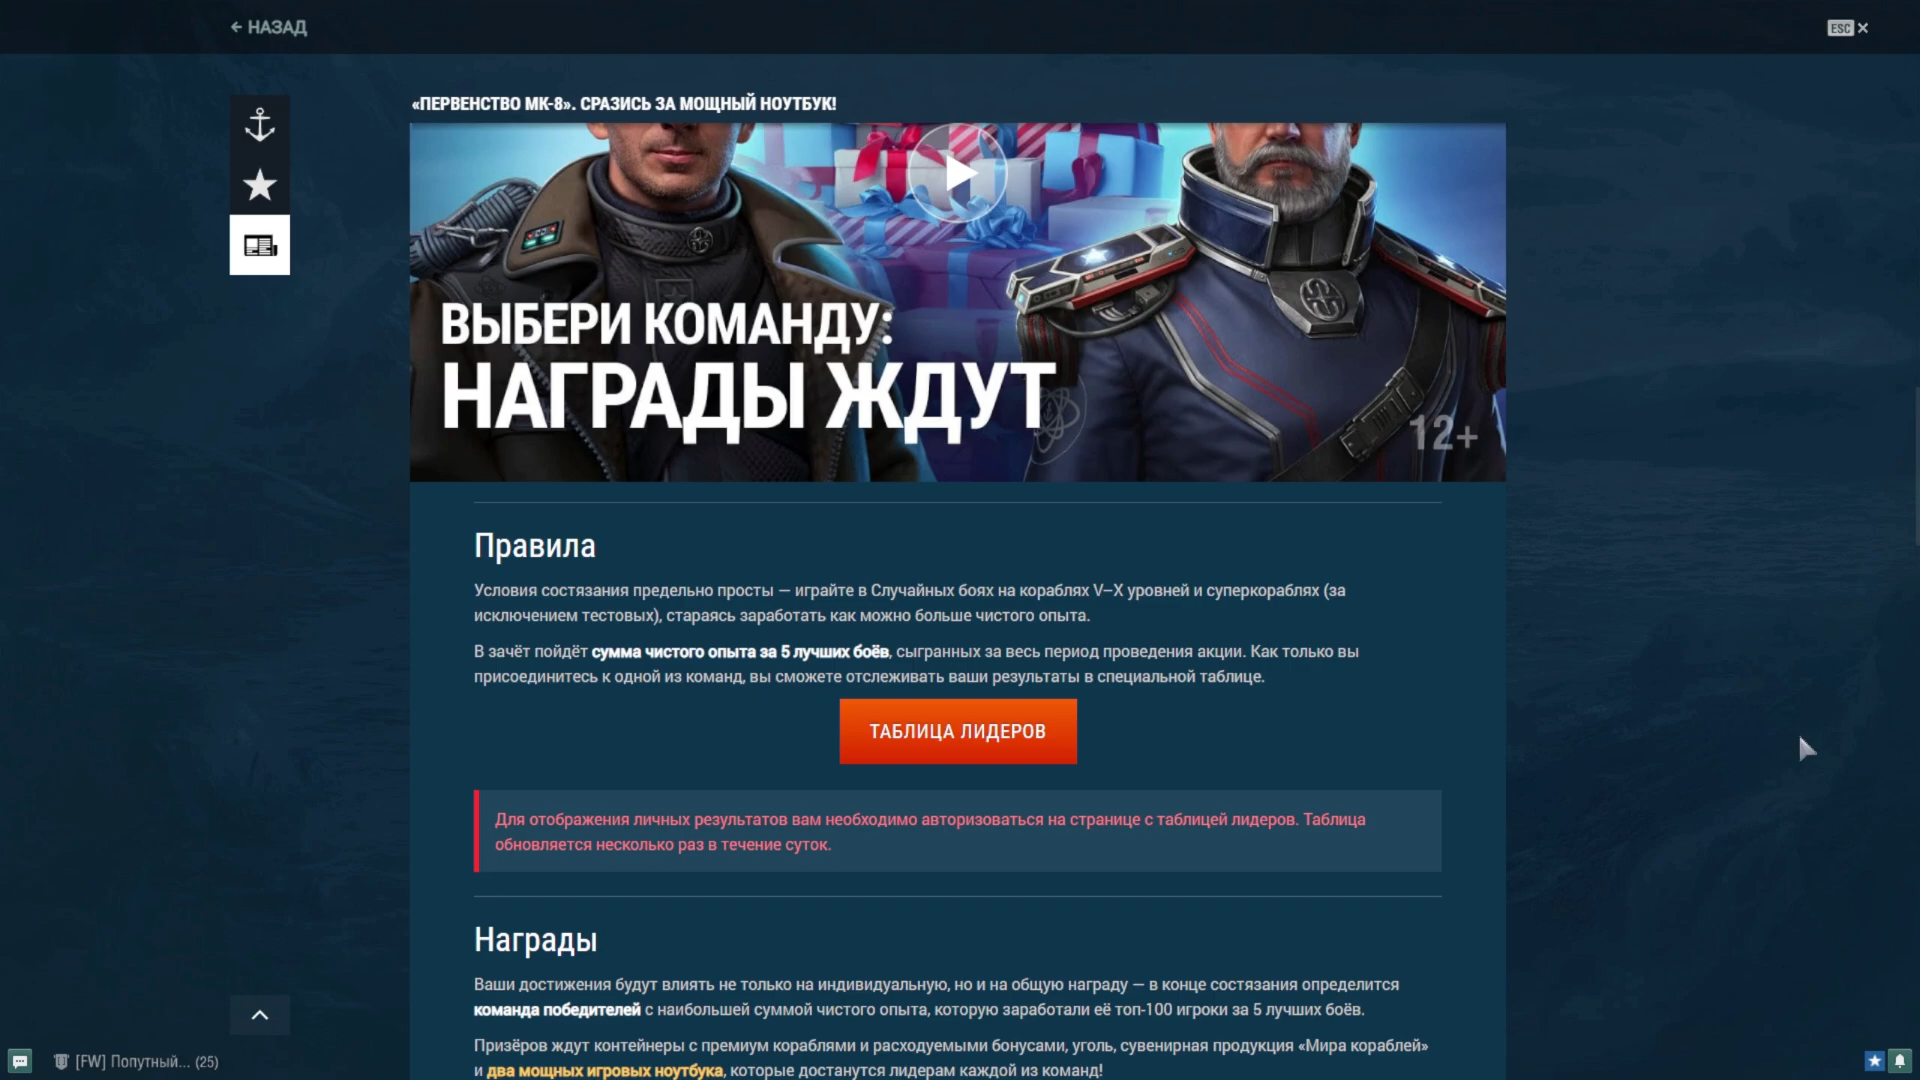 ← НАЗАД
ESC ×
«ПЕРВЕНСТВО МК-8». СРАЗИСЬ ЗА МОЩНЫЙ НОУТБУК!
ВЫБЕРИ КОМАНДУ:
НАГРАДЫ ЖДУТ
12+
Правила
Условия состязания предельно просты — играйте в Случайных боях на кораблях V–X уровней и суперкораблях (за
исключением тестовых), стараясь заработать как можно больше чистого опыта.
В зачёт пойдёт сумма чистого опыта за 5 лучших боёв, сыгранных за весь период проведения акции. Как только вы
присоединитесь к одной из команд, вы сможете отслеживать ваши результаты в специальной таблице.
ТАБЛИЦА ЛИДЕРОВ
Для отображения личных результатов вам необходимо авторизоваться на странице с таблицей лидеров. Таблица
обновляется несколько раз в течение суток.
Награды
Ваши достижения будут влиять не только на индивидуальную, но и на общую награду — в конце состязания определится
команда победителей с наибольшей суммой чистого опыта, которую заработали её топ-100 игроки за 5 лучших боёв.
Призёров ждут контейнеры с премиум кораблями и расходуемыми бонусами, уголь, сувенирная продукция «Мира кораблей»
и два мощных игровых ноутбука, которые достанутся лидерам каждой из команд!
[FW] Попутный... (25)